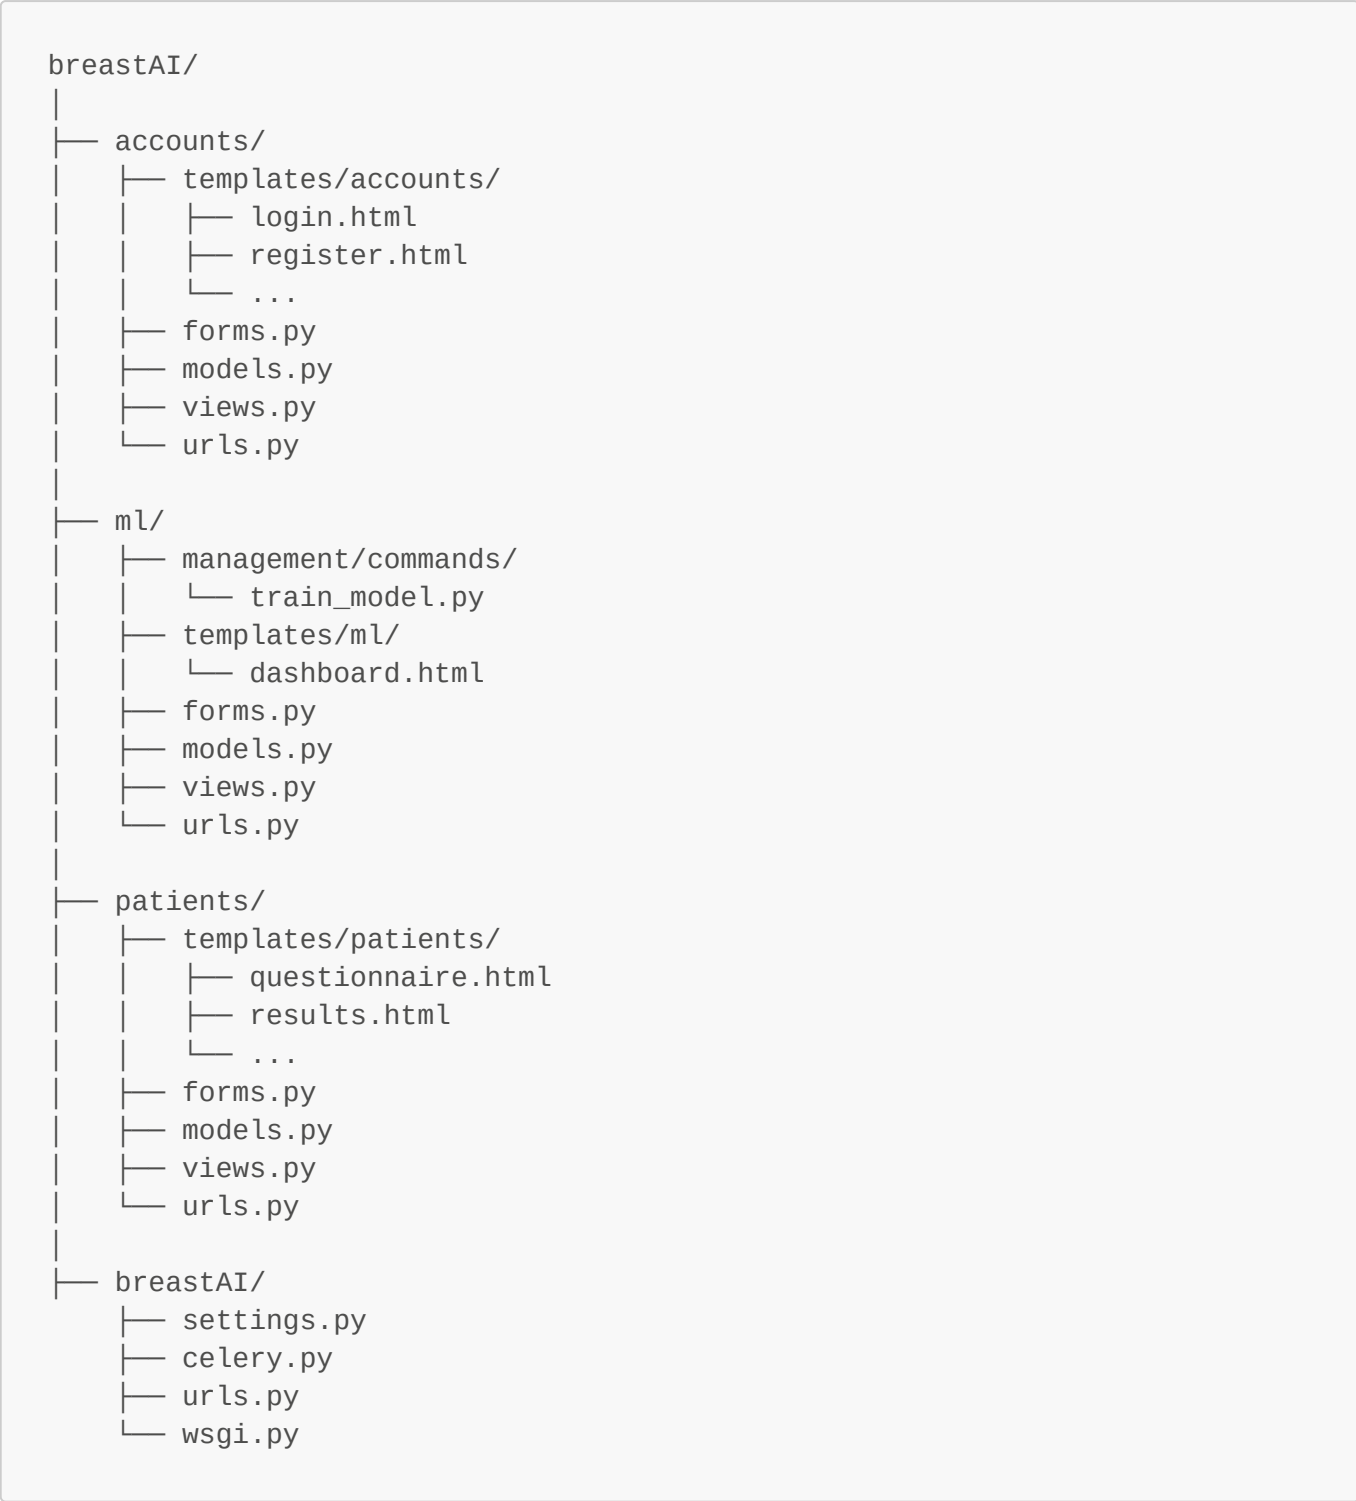 breastAI/
│
├── accounts/
│   ├── templates/accounts/
│   │   ├── login.html
│   │   ├── register.html
│   │   └── ...
│   ├── forms.py
│   ├── models.py
│   ├── views.py
│   └── urls.py
│
├── ml/
│   ├── management/commands/
│   │   └── train_model.py
│   ├── templates/ml/
│   │   └── dashboard.html
│   ├── forms.py
│   ├── models.py
│   ├── views.py
│   └── urls.py
│
├── patients/
│   ├── templates/patients/
│   │   ├── questionnaire.html
│   │   ├── results.html
│   │   └── ...
│   ├── forms.py
│   ├── models.py
│   ├── views.py
│   └── urls.py
│
├── breastAI/
    ├── settings.py
    ├── celery.py
    ├── urls.py
    └── wsgi.py